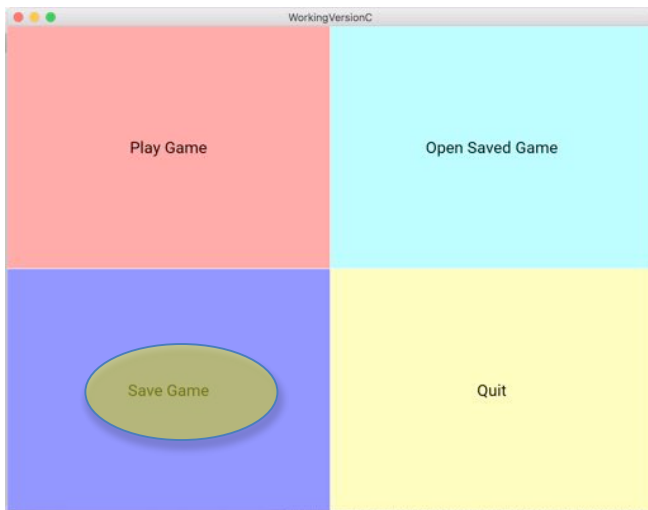 WorkingVersionC
Play Game
Open Saved Game
Save Game
Quit